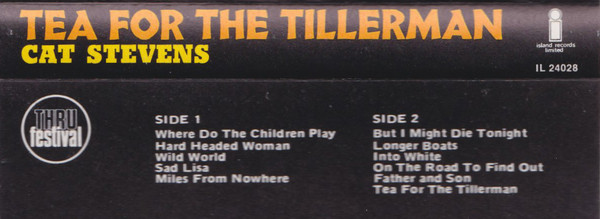 TEA FOR THE TILLERMAN
CAT STEVENS
i
island records
limited
IL 24028
THRU
festival
SIDE 1
Where Do The Children Play
Hard Headed Woman
Wild World
Sad Lisa
Miles From Nowhere
SIDE 2
But I Might Die Tonight
Longer Boats
Into White
On The Road To Find Out
Father and Son
Tea For The Tillerman